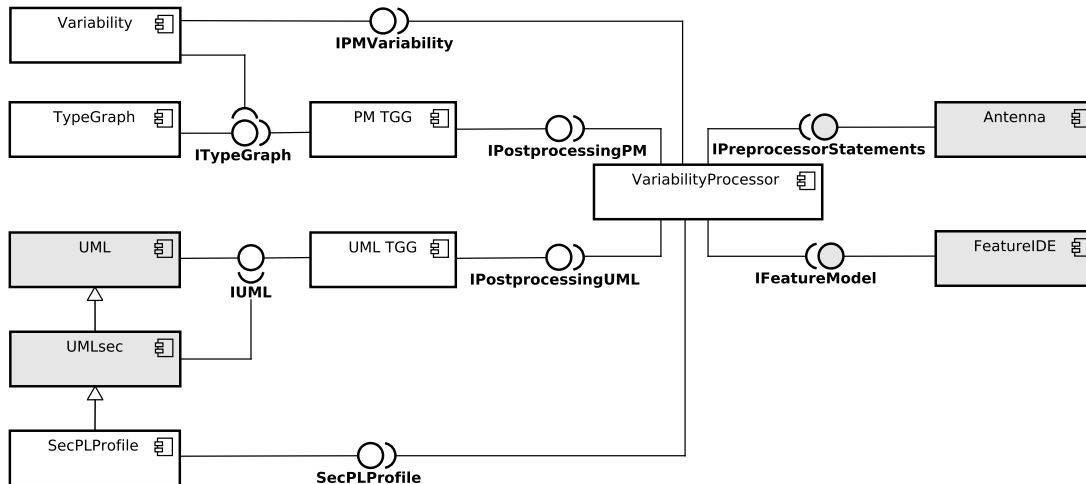 Variability
IPMVariability
TypeGraph
PM TGG
Antenna
ITypeGraph
IPostprocessingPM
IPreprocessorStatements
VariabilityProcessor
UML
UML TGG
FeatureIDE
IUML
IPostprocessingUML
IFeatureModel
UMLsec
SecPLProfile
SecPLProfile